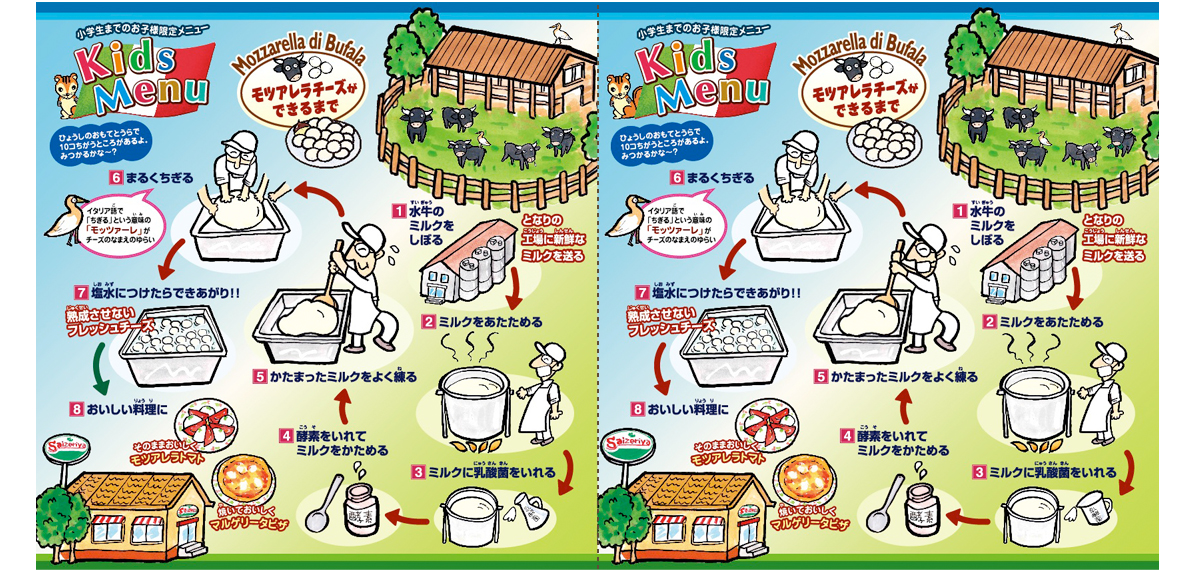 小学生までのお子様限定メニュー
Kids
Menu
Mozzarella di Bufala
モッツァレラチーズが
できるまで
ひょうしのおもてとうらで
10コちがうところがあるよ。
みつかるかな〜?
6 まるくちぎる
イタリア語で
「ちぎる」という意味の
「モッツァーレ」が
チーズのなまえのゆらい
1 水牛の
ミルクを
しぼる
となりの
工場に新鮮な
ミルクを送る
7 塩水につけたらできあがり!!
熟成させない
フレッシュチーズ
2 ミルクをあたためる
5 かたまったミルクをよく練る
8 おいしい料理に
Saizeriya
そのままおいしく
モッツァレラトマト
4 酵素をいれて
ミルクをかためる
3 ミルクに乳酸菌をいれる
焼いておいしく
マルゲリータピザ
酵素
小学生までのお子様限定メニュー
Kids
Menu
Mozzarella di Bufala
モッツァレラチーズが
できるまで
ひょうしのおもてとうらで
10コちがうところがあるよ。
みつかるかな〜?
6 まるくちぎる
イタリア語で
「ちぎる」という意味の
「モッツァーレ」が
チーズのなまえのゆらい
1 水牛の
ミルクを
しぼる
となりの
工場に新鮮な
ミルクを送る
7 塩水につけたらできあがり!!
熟成させない
フレッシュチーズ
2 ミルクをあたためる
5 かたまったミルクをよく練る
8 おいしい料理に
Saizeriya
そのままおいしく
モッツァレラトマト
4 酵素をいれて
ミルクをかためる
3 ミルクに乳酸菌をいれる
焼いておいしく
マルゲリータピザ
酵素